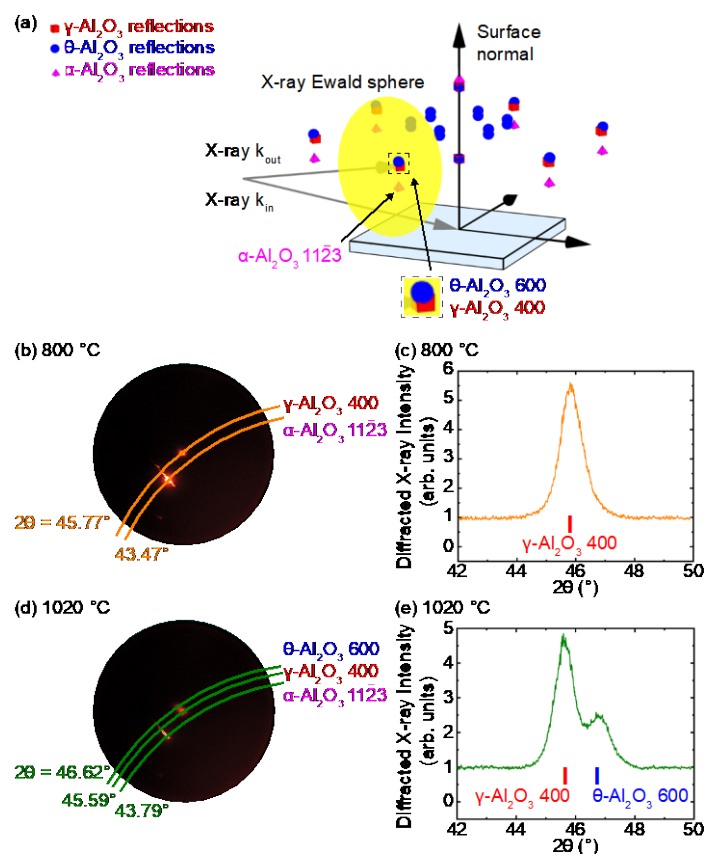 (a)
γ-Al₂O₃ reflections
θ-Al₂O₃ reflections
α-Al₂O₃ reflections
Surface
normal
X-ray Ewald sphere
X-ray k_out
X-ray k_in
α-Al₂O₃ 112̄3
θ-Al₂O₃ 600
γ-Al₂O₃ 400
(b) 800 °C
γ-Al₂O₃ 400
α-Al₂O₃ 112̄3
2θ = 45.77°
43.47°
(c) 800 °C
Diffracted X-ray Intensity
(arb. units)
6
5
4
3
2
1
0
γ-Al₂O₃ 400
42 44 46 48 50
2θ (°)
(d) 1020 °C
θ-Al₂O₃ 600
γ-Al₂O₃ 400
α-Al₂O₃ 112̄3
2θ = 46.62°
45.59°
43.79°
(e) 1020 °C
Diffracted X-ray Intensity
(arb. units)
5
4
3
2
1
0
γ-Al₂O₃ 400 θ-Al₂O₃ 600
42 44 46 48 50
2θ (°)